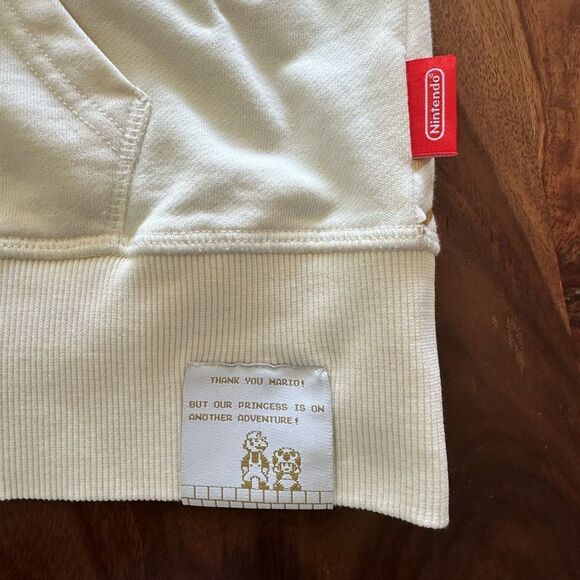 Nintendo®
THANK YOU MARIO!
BUT OUR PRINCESS IS ON
ANOTHER ADVENTURE!